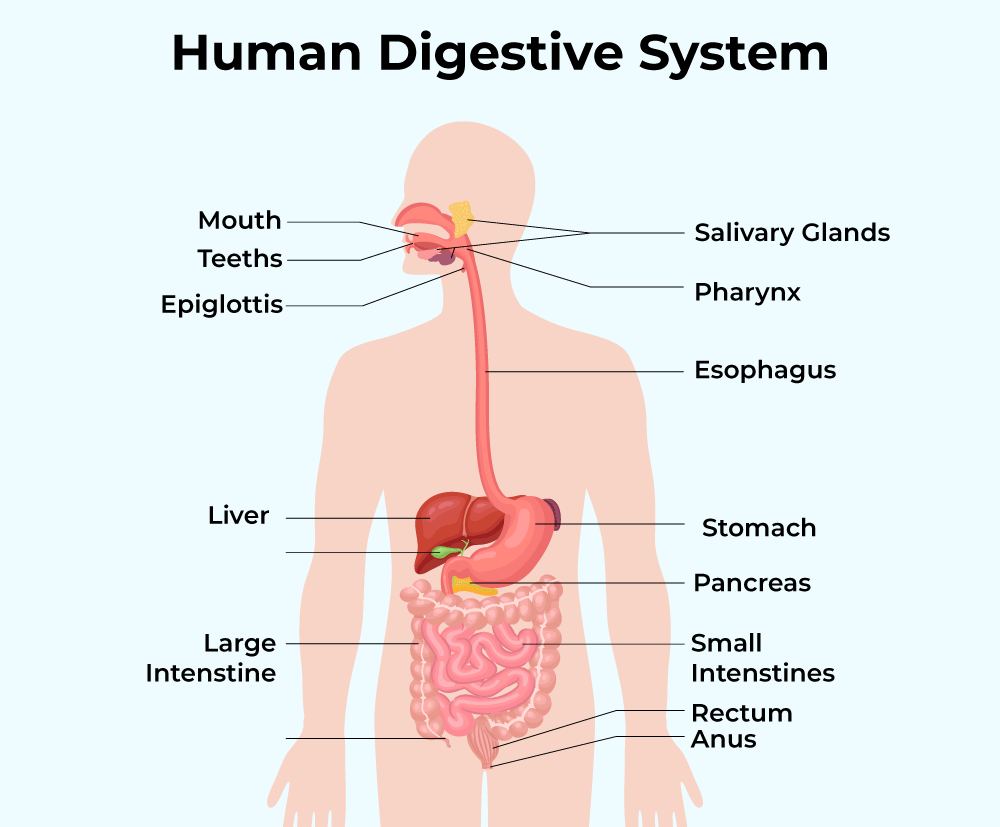 Human Digestive System
Mouth
Teeths
Epiglottis
Liver
Large
Intenstine
Salivary Glands
Pharynx
Esophagus
Stomach
Pancreas
Small
Intenstines
Rectum
Anus